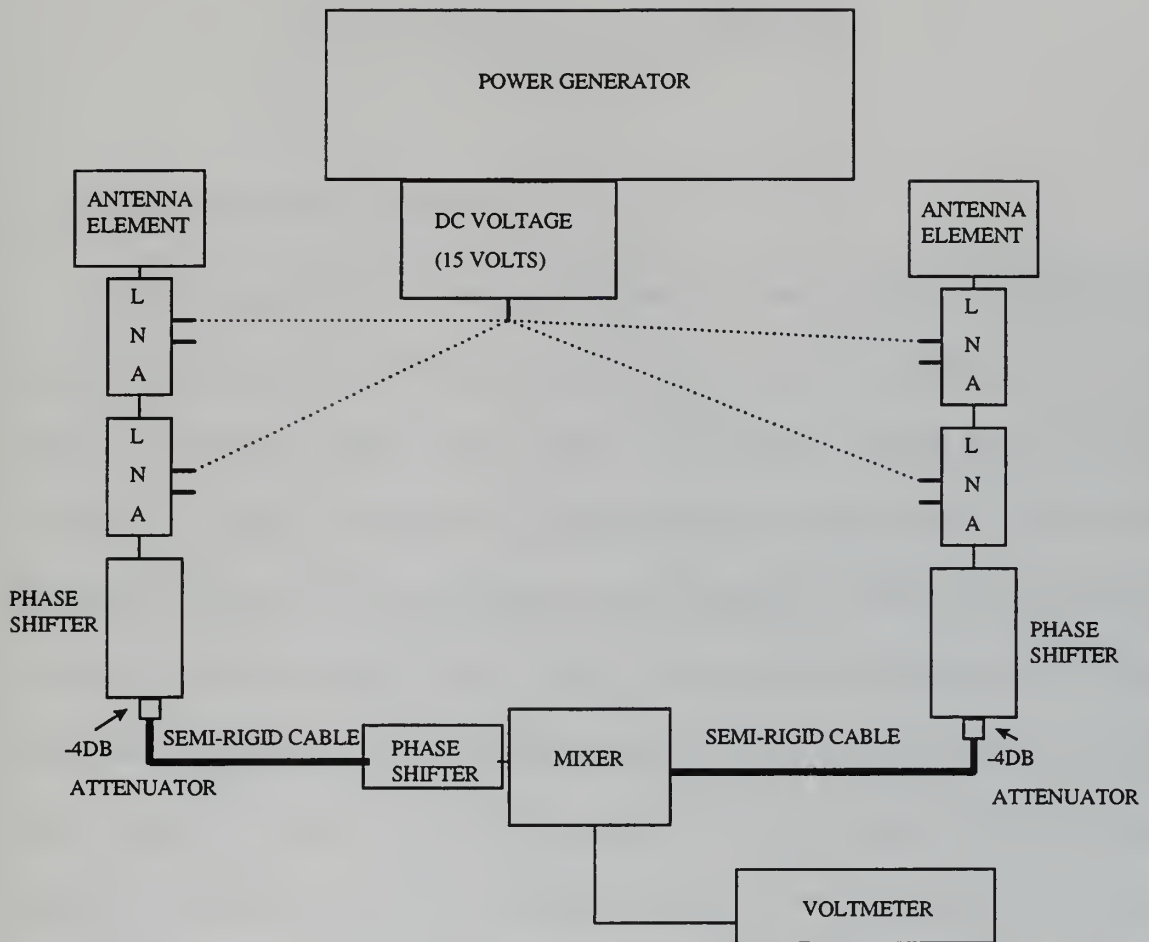 POWER GENERATOR
ANTENNA
ELEMENT
DC VOLTAGE
(15 VOLTS)
ANTENNA
ELEMENT
L
N
A
L
N
A
L
N
A
L
N
A
PHASE
SHIFTER
PHASE
SHIFTER
-4DB
ATTENUATOR
SEMI-RIGID CABLE
PHASE
SHIFTER
MIXER
SEMI-RIGID CABLE
-4DB
ATTENUATOR
VOLTMETER